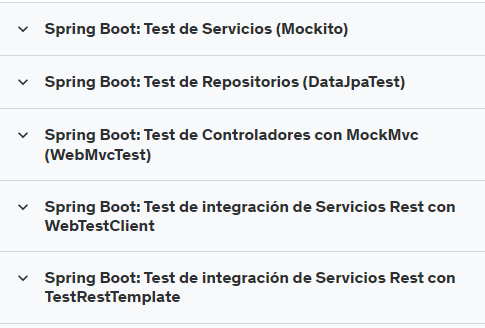 Spring Boot: Test de Servicios (Mockito)
Spring Boot: Test de Repositorios (DataJpaTest)
Spring Boot: Test de Controladores con MockMvc
(WebMvcTest)
Spring Boot: Test de integración de Servicios Rest con
WebTestClient
Spring Boot: Test de integración de Servicios Rest con
TestRestTemplate